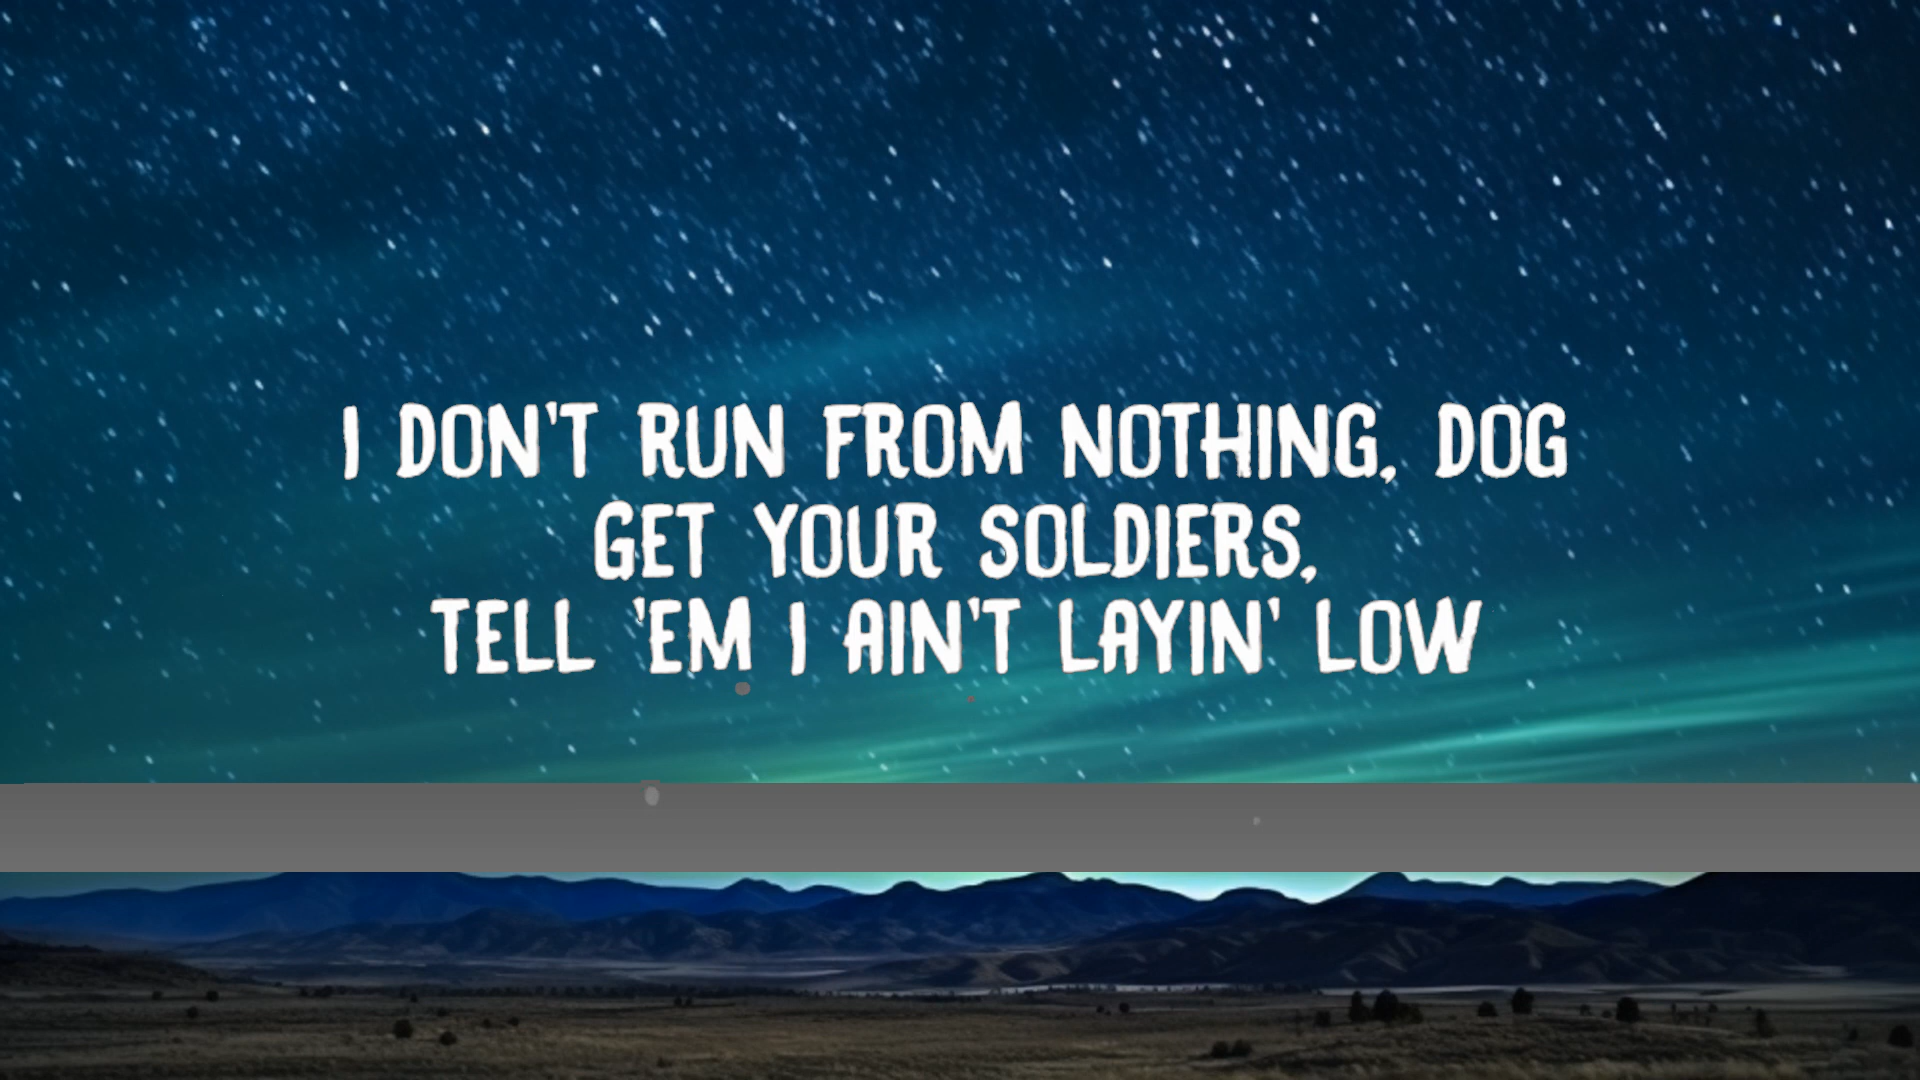 I DON'T RUN FROM NOTHING, DOG
GET YOUR SOLDIERS,
TELL 'EM I AIN'T LAYIN' LOW